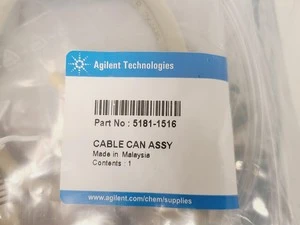 Agilent Technologies
Part No : 5181-1516
CABLE CAN ASSY
Made in Malaysia
Contents : 1
www.agilent.com/chem/supplies